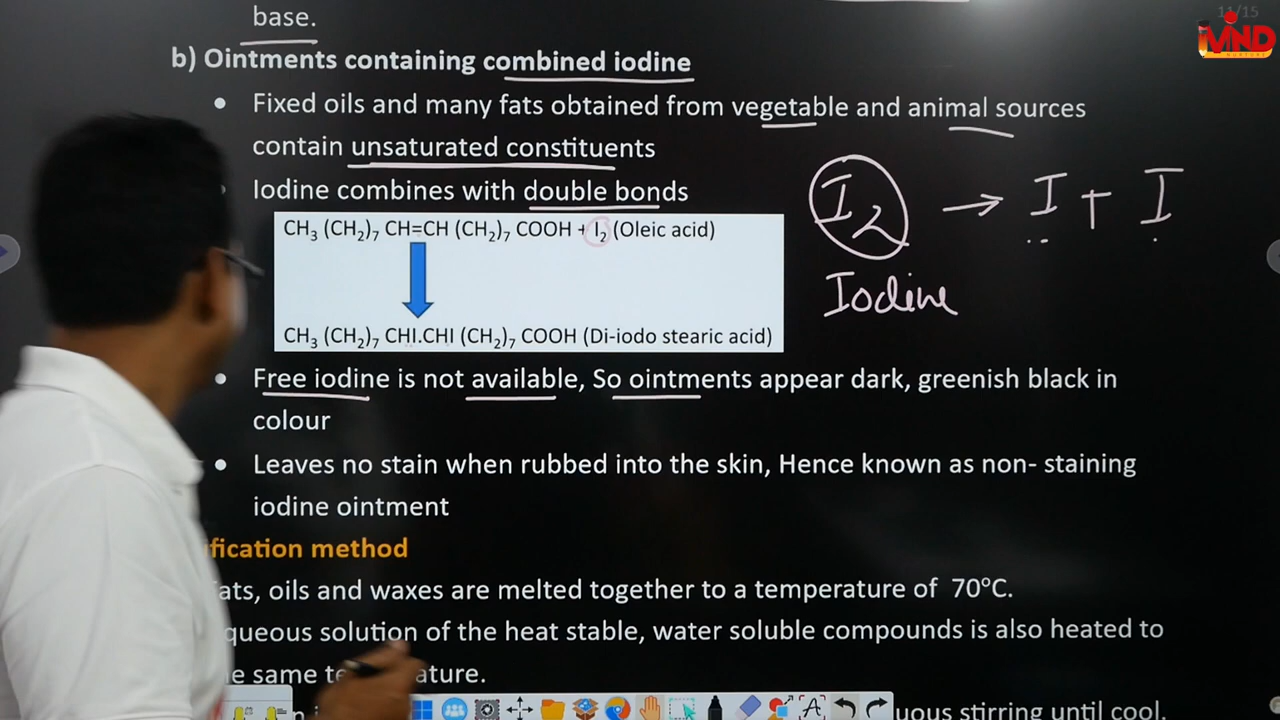 11/15
base.
b) Ointments containing combined iodine
• Fixed oils and many fats obtained from vegetable and animal sources
contain unsaturated constituents
Iodine combines with double bonds
CH₃ (CH₂)₇ CH=CH (CH₂)₇ COOH + I₂ (Oleic acid)
CH₃ (CH₂)₇ CHI.CHI (CH₂)₇ COOH (Di-iodo stearic acid)
I₂ → I + I
Iodine
• Free iodine is not available, So ointments appear dark, greenish black in
colour
• Leaves no stain when rubbed into the skin, Hence known as non- staining
iodine ointment
ification method
ats, oils and waxes are melted together to a temperature of 70°C.
queous solution of the heat stable, water soluble compounds is also heated to
e same te ature.
uous stirring until cool.